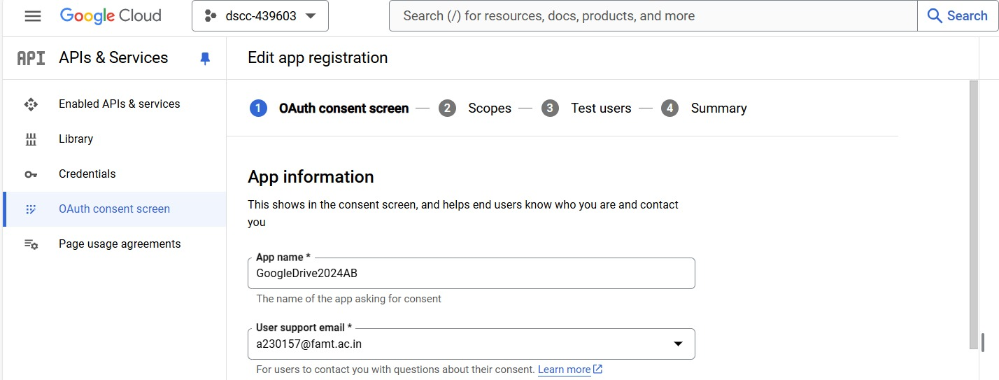 Google Cloud
dscc-439603
Search (/) for resources, docs, products, and more
Search
API
APIs & Services
Edit app registration
Enabled APIs & services
Library
Credentials
OAuth consent screen
Page usage agreements
1 OAuth consent screen — 2 Scopes — 3 Test users — 4 Summary
App information
This shows in the consent screen, and helps end users know who you are and contact
you
App name *
GoogleDrive2024AB
The name of the app asking for consent
User support email *
a230157@famt.ac.in
For users to contact you with questions about their consent. Learn more